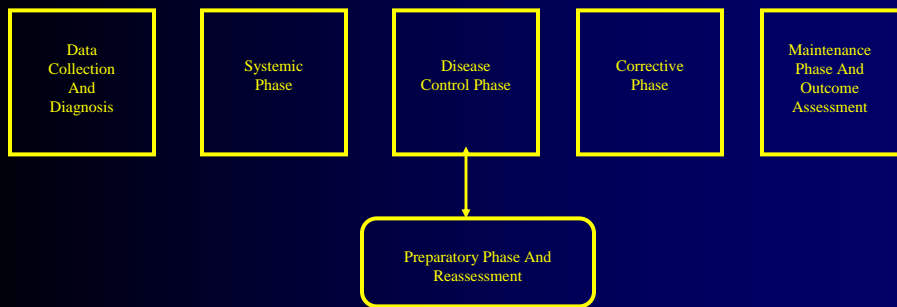 Data
Collection
And
Diagnosis
Systemic
Phase
Disease
Control Phase
Corrective
Phase
Maintenance
Phase And
Outcome
Assessment
Preparatory Phase And
Reassessment